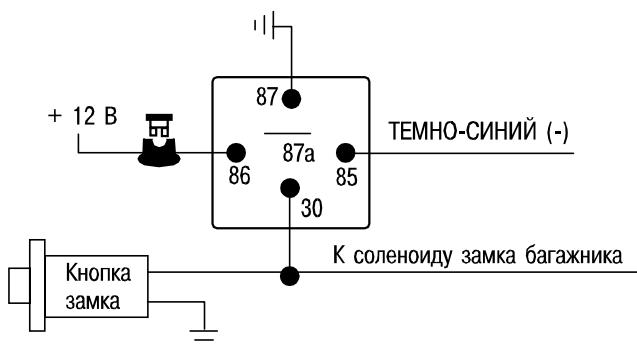 87
+ 12 В
ТЕМНО-СИНИЙ (-)
87а
86
85
30
К соленоиду замка багажника
Кнопка
замка